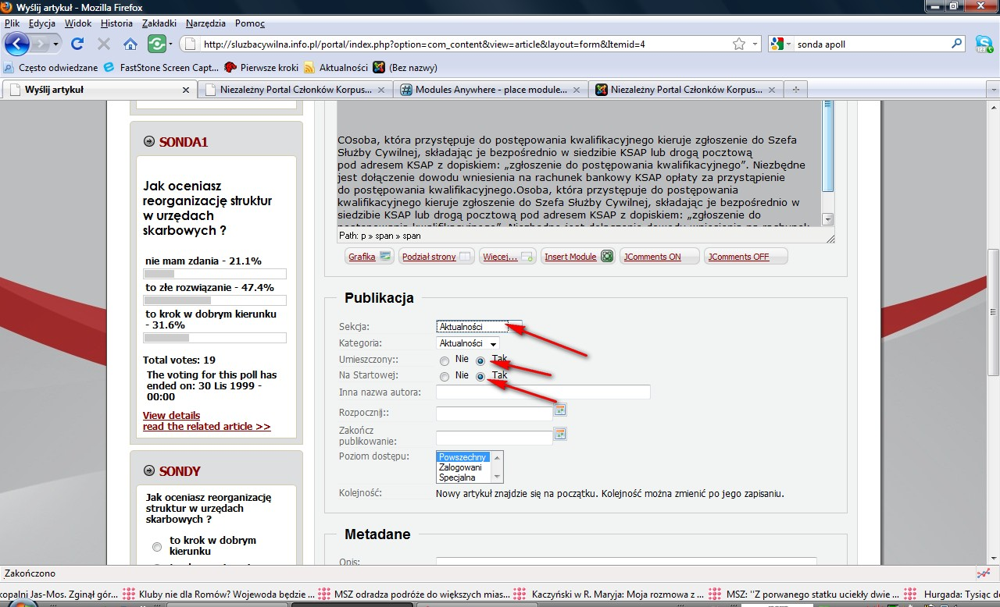 Wyślij artykuł - Mozilla Firefox
Plik Edycja Widok Historia Zakładki Narzędzia Pomoc
http://sluzbacywilna.info.pl/portal/index.php?option=com_content&view=article&layout=form&Itemid=4
sonda apoll
Często odwiedzane FastStone Screen Capt... Pierwsze kroki Aktualności (Bez nazwy)
Wyślij artykuł
Niezależny Portal Członków Korpus...
Modules Anywhere - place module...
Niezależny Portal Członków Korpus...
SONDA1
Jak oceniasz
reorganizację struktur
w urzędach
skarbowych ?
nie mam zdania - 21.1%
to złe rozwiązanie - 47.4%
to krok w dobrym kierunku
- 31.6%
Total votes: 19
The voting for this poll has
ended on: 30 Lis 1999 -
00:00
View details
read the related article >>
SONDY
Jak oceniasz reorganizację
struktur w urzędach
skarbowych ?
to krok w dobrym
kierunku
COsoba, która przystępuje do postępowania kwalifikacyjnego kieruje zgłoszenie do Szefa
Służby Cywilnej, składając je bezpośrednio w siedzibie KSAP lub drogą pocztową
pod adresem KSAP z dopiskiem: „zgłoszenie do postępowania kwalifikacyjnego”. Niezbędne
jest dołączenie dowodu wniesienia na rachunek bankowy KSAP opłaty za przystąpienie
do postępowania kwalifikacyjnego.Osoba, która przystępuje do postępowania
kwalifikacyjnego kieruje zgłoszenie do Szefa Służby Cywilnej, składając je bezpośrednio w
siedzibie KSAP lub drogą pocztową pod adresem KSAP z dopiskiem: „zgłoszenie do
postępowania kwalifikacyjnego”. Niezbędne jest dołączenie dowodu wniesienia na rachunek
Path: p » span » span
Grafika Podział strony Więcej... Insert Module JComments ON JComments OFF
Publikacja
Sekcja: Aktualności
Kategoria: Aktualności
Umieszczony:: Nie Tak
Na Startowej: Nie Tak
Inna nazwa autora:
Rozpocznij::
Zakończ
publikowanie:
Poziom dostępu: Powszechny
Zalogowani
Specjalna
Kolejność: Nowy artykuł znajdzie się na początku. Kolejność można zmienić po jego zapisaniu.
Metadane
Opis:
Zakończono
kopalni Jas-Mos. Zginął gór... Kluby nie dla Romów? Wojewoda będzie ... MSZ odradza podróże do większych mias... Kaczyński w R. Maryja: Moja rozmowa z ... MSZ: "Z porwanego statku uciekły dwie ... Hurgada: Tysiąc d